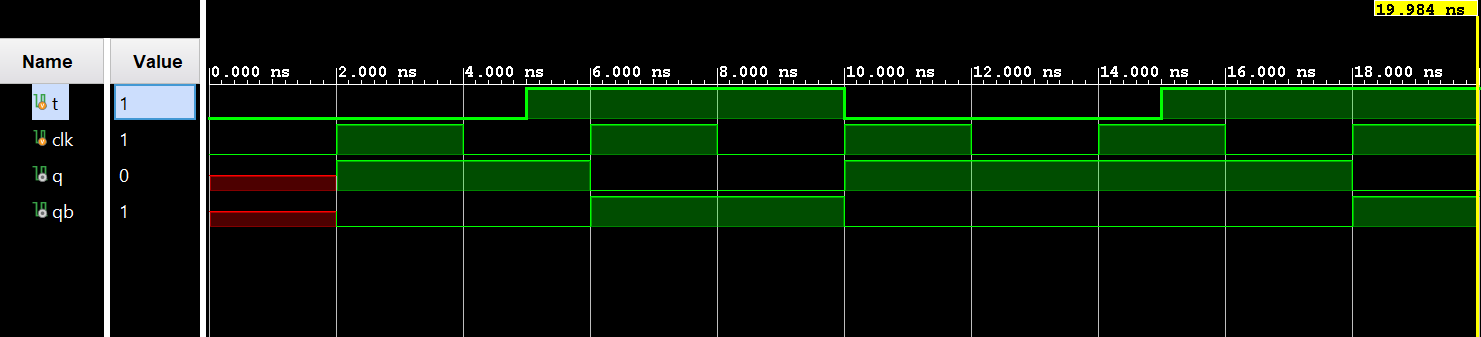 19.984 ns
Name Value
0.000 ns 2.000 ns 4.000 ns 6.000 ns 8.000 ns 10.000 ns 12.000 ns 14.000 ns 16.000 ns 18.000 ns
t 1
clk 1
q 0
qb 1